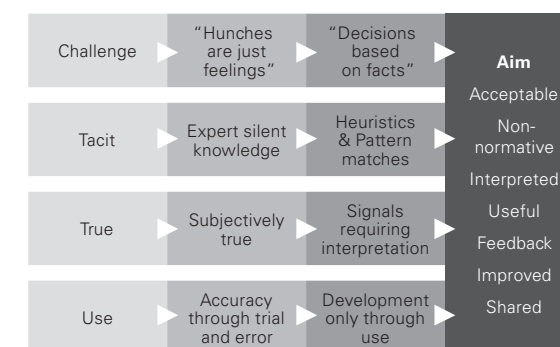 Challenge
“Hunches
are just
feelings”
“Decisions
based
on facts”
Tacit
Expert silent
knowledge
Heuristics
& Pattern
matches
True
Subjectively
true
Signals
requiring
interpretation
Use
Accuracy
through trial
and error
Development
only through
use
Aim
Acceptable
Non-
normative
Interpreted
Useful
Feedback
Improved
Shared